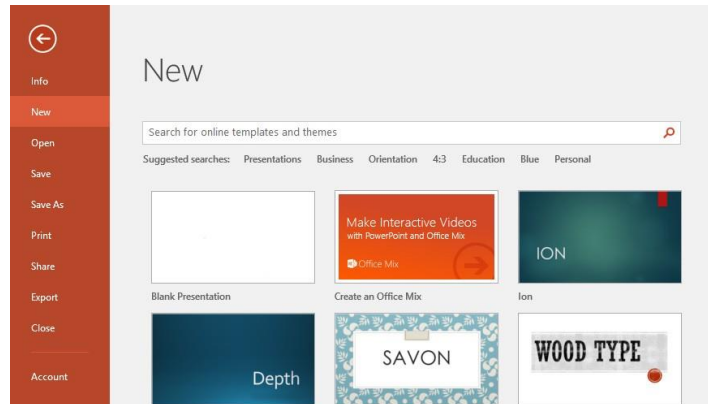 Info
New
Open
Save
Save As
Print
Share
Export
Close
Account
New
Search for online templates and themes
Suggested searches: Presentations Business Orientation 4:3 Education Blue Personal
Make Interactive Videos
with PowerPoint and Office Mix
Office Mix
ION
Blank Presentation
Create an Office Mix
Ion
Depth
SAVON
WOOD TYPE